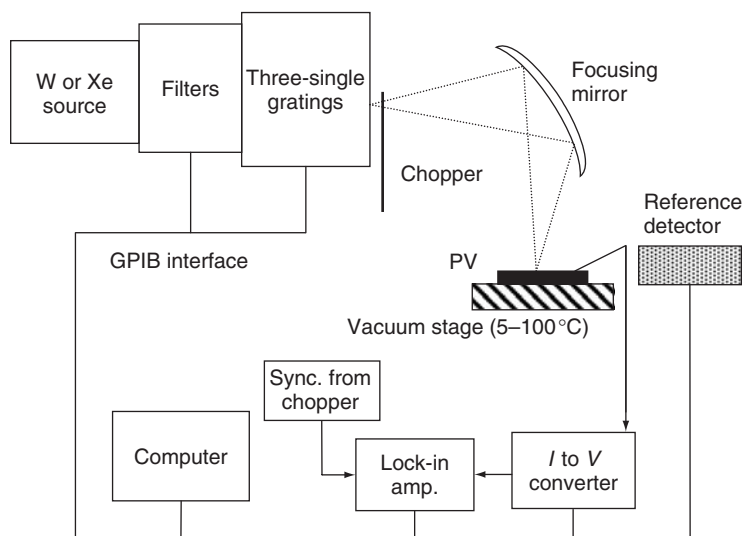 W or Xe
source
Filters
Three-single
gratings
Focusing
mirror
Chopper
Reference
detector
GPIB interface
PV
Vacuum stage (5–100°C)
Sync. from
chopper
Computer
Lock-in
amp.
I to V
converter